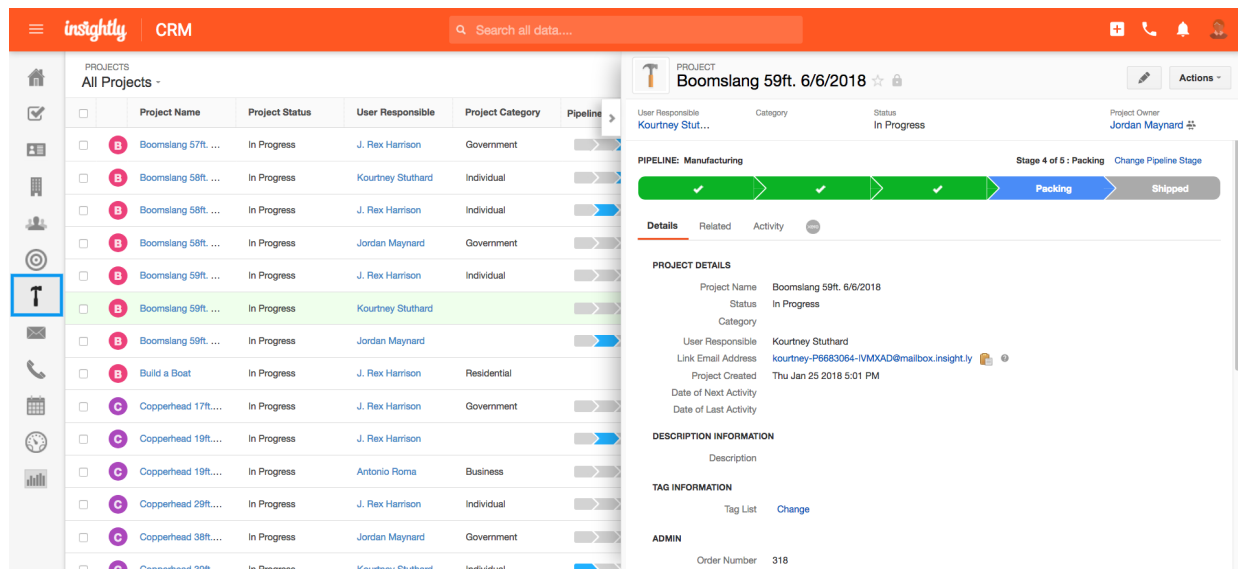 insightly CRM
Search all data....
PROJECTS
All Projects
Project Name Project Status User Responsible Project Category Pipeline
B Boomslang 57ft. ... In Progress J. Rex Harrison Government
B Boomslang 58ft. ... In Progress Kourtney Stuthard Individual
B Boomslang 58ft. ... In Progress J. Rex Harrison Individual
B Boomslang 58ft. ... In Progress Jordan Maynard Government
B Boomslang 59ft. ... In Progress J. Rex Harrison Individual
B Boomslang 59ft. ... In Progress Kourtney Stuthard
B Boomslang 59ft. ... In Progress Jordan Maynard
B Build a Boat In Progress J. Rex Harrison Residential
C Copperhead 17ft.... In Progress J. Rex Harrison Government
C Copperhead 19ft.... In Progress J. Rex Harrison
C Copperhead 19ft.... In Progress Antonio Roma Business
C Copperhead 29ft.... In Progress J. Rex Harrison Individual
C Copperhead 38ft.... In Progress Jordan Maynard Government
C Copperhead 39ft. In Progress Kourtney Stuthard Individual
PROJECT
Boomslang 59ft. 6/6/2018
Actions
User Responsible Category Status Project Owner
Kourtney Stut... In Progress Jordan Maynard
PIPELINE: Manufacturing Stage 4 of 5 : Packing Change Pipeline Stage
Packing Shipped
Details Related Activity
PROJECT DETAILS
Project Name Boomslang 59ft. 6/6/2018
Status In Progress
Category
User Responsible Kourtney Stuthard
Link Email Address kourtney-P6683064-IVMXAD@mailbox.insight.ly
Project Created Thu Jan 25 2018 5:01 PM
Date of Next Activity
Date of Last Activity
DESCRIPTION INFORMATION
Description
TAG INFORMATION
Tag List Change
ADMIN
Order Number 318